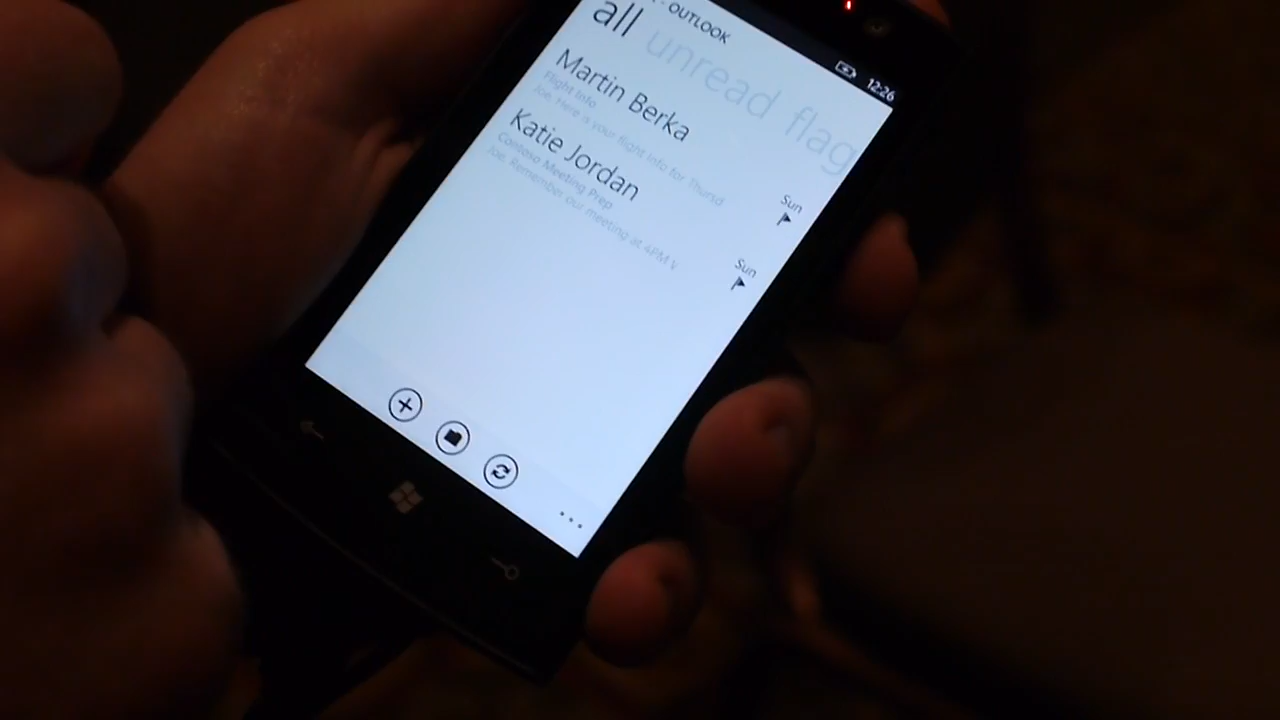 - OUTLOOK
12:26
all unread flag
Martin Berka
Flight Info
Sun
Joe, Here is your flight info for Thursd
Katie Jordan
Contoso Meeting Prep
Sun
Joe, Remember our meeting at 4PM w